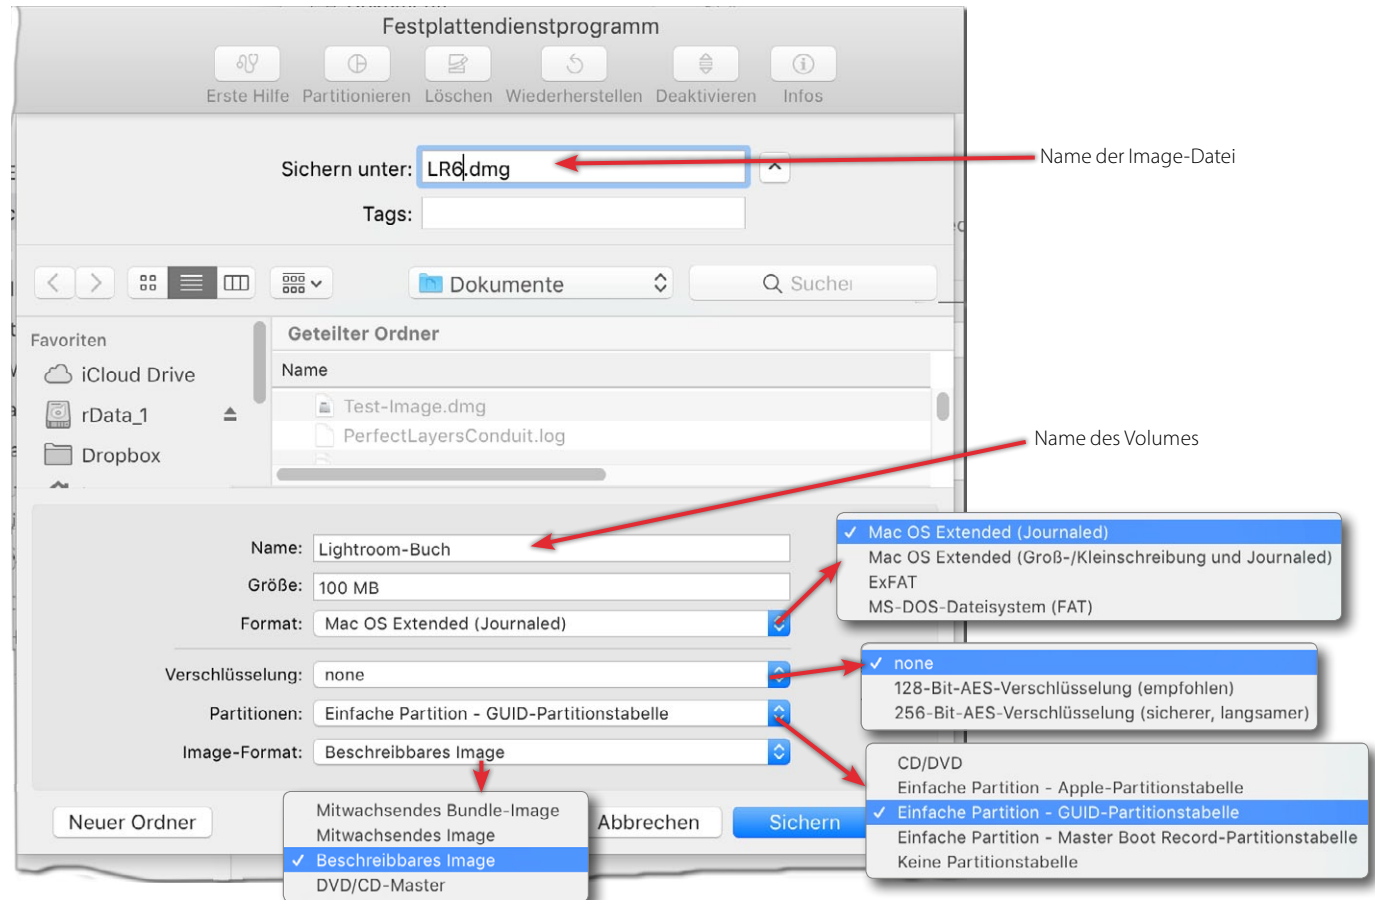 Festplattendienstprogramm
Erste Hilfe Partitionieren Löschen Wiederherstellen Deaktivieren Infos
Sichern unter: LR6.dmg
Name der Image-Datei
Tags:
Dokumente
Favoriten
Geteilter Ordner
iCloud Drive
Name
rData_1
Test-Image.dmg
PerfectLayersConduit.log
Dropbox
Name des Volumes
Name: Lightroom-Buch
Größe: 100 MB
Format: Mac OS Extended (Journaled)
✓ Mac OS Extended (Journaled)
Mac OS Extended (Groß-/Kleinschreibung und Journaled)
ExFAT
MS-DOS-Dateisystem (FAT)
Verschlüsselung: none
✓ none
128-Bit-AES-Verschlüsselung (empfohlen)
256-Bit-AES-Verschlüsselung (sicherer, langsamer)
Partitionen: Einfache Partition - GUID-Partitionstabelle
CD/DVD
Einfache Partition - Apple-Partitionstabelle
✓ Einfache Partition - GUID-Partitionstabelle
Einfache Partition - Master Boot Record-Partitionstabelle
Keine Partitionstabelle
Image-Format: Beschreibbares Image
Mitwachsendes Bundle-Image
Mitwachsendes Image
✓ Beschreibbares Image
DVD/CD-Master
Neuer Ordner
Abbrechen
Sichern